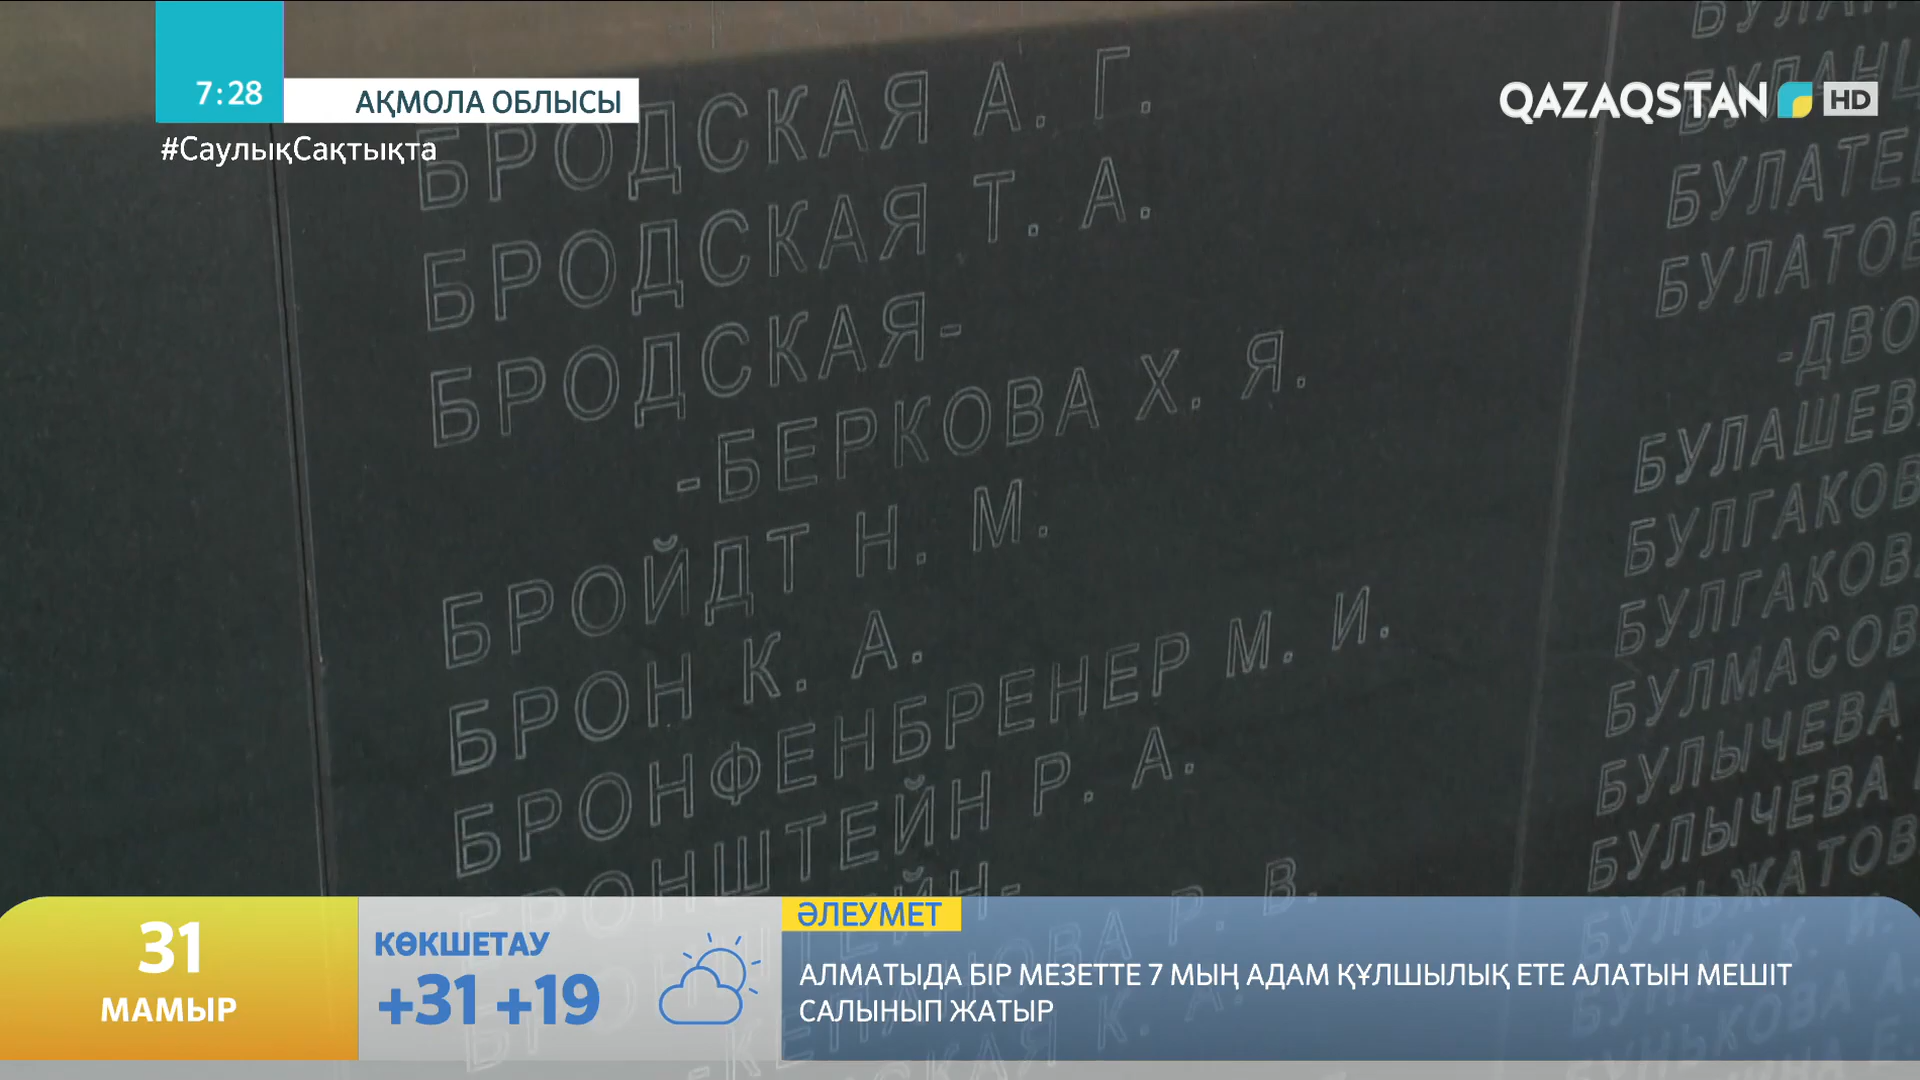 7:28
АҚМОЛА ОБЛЫСЫ
#СаулықСақтықта
QAZAQSTAN HD
БРОДСКАЯ А. Г.
БРОДСКАЯ Т. А.
БРОДСКАЯ-
-БЕРКОВА Х. Я.
БРОЙДТ Н. М.
БРОН К. А.
БРОНФЕНБРЕНЕР М. И.
БРОНШТЕЙН Р. А.
БУЛАТОВ
-ДВО
БУЛАШЕВ
БУЛГАКОВ
БУЛГАКОВ
БУЛМАСОВ
БУЛЫЧЕВА
БУЛЫЧЕВА
БУЛЬЖАТОВ
31
МАМЫР
КӨКШЕТАУ
+31 +19
ӘЛЕУМЕТ
АЛМАТЫДА БІР МЕЗЕТТЕ 7 МЫҢ АДАМ ҚҰЛШЫЛЫҚ ЕТЕ АЛАТЫН МЕШІТ
САЛЫНЫП ЖАТЫР